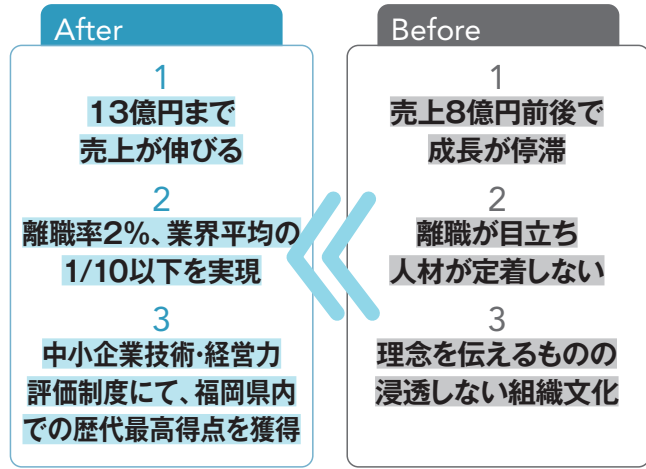 After
1
13億円まで
売上が伸びる
2
離職率2%、業界平均の
1/10以下を実現
3
中小企業技術・経営力
評価制度にて、福岡県内
での歴代最高得点を獲得
Before
1
売上8億円前後で
成長が停滞
2
離職が目立ち
人材が定着しない
3
理念を伝えるものの
浸透しない組織文化